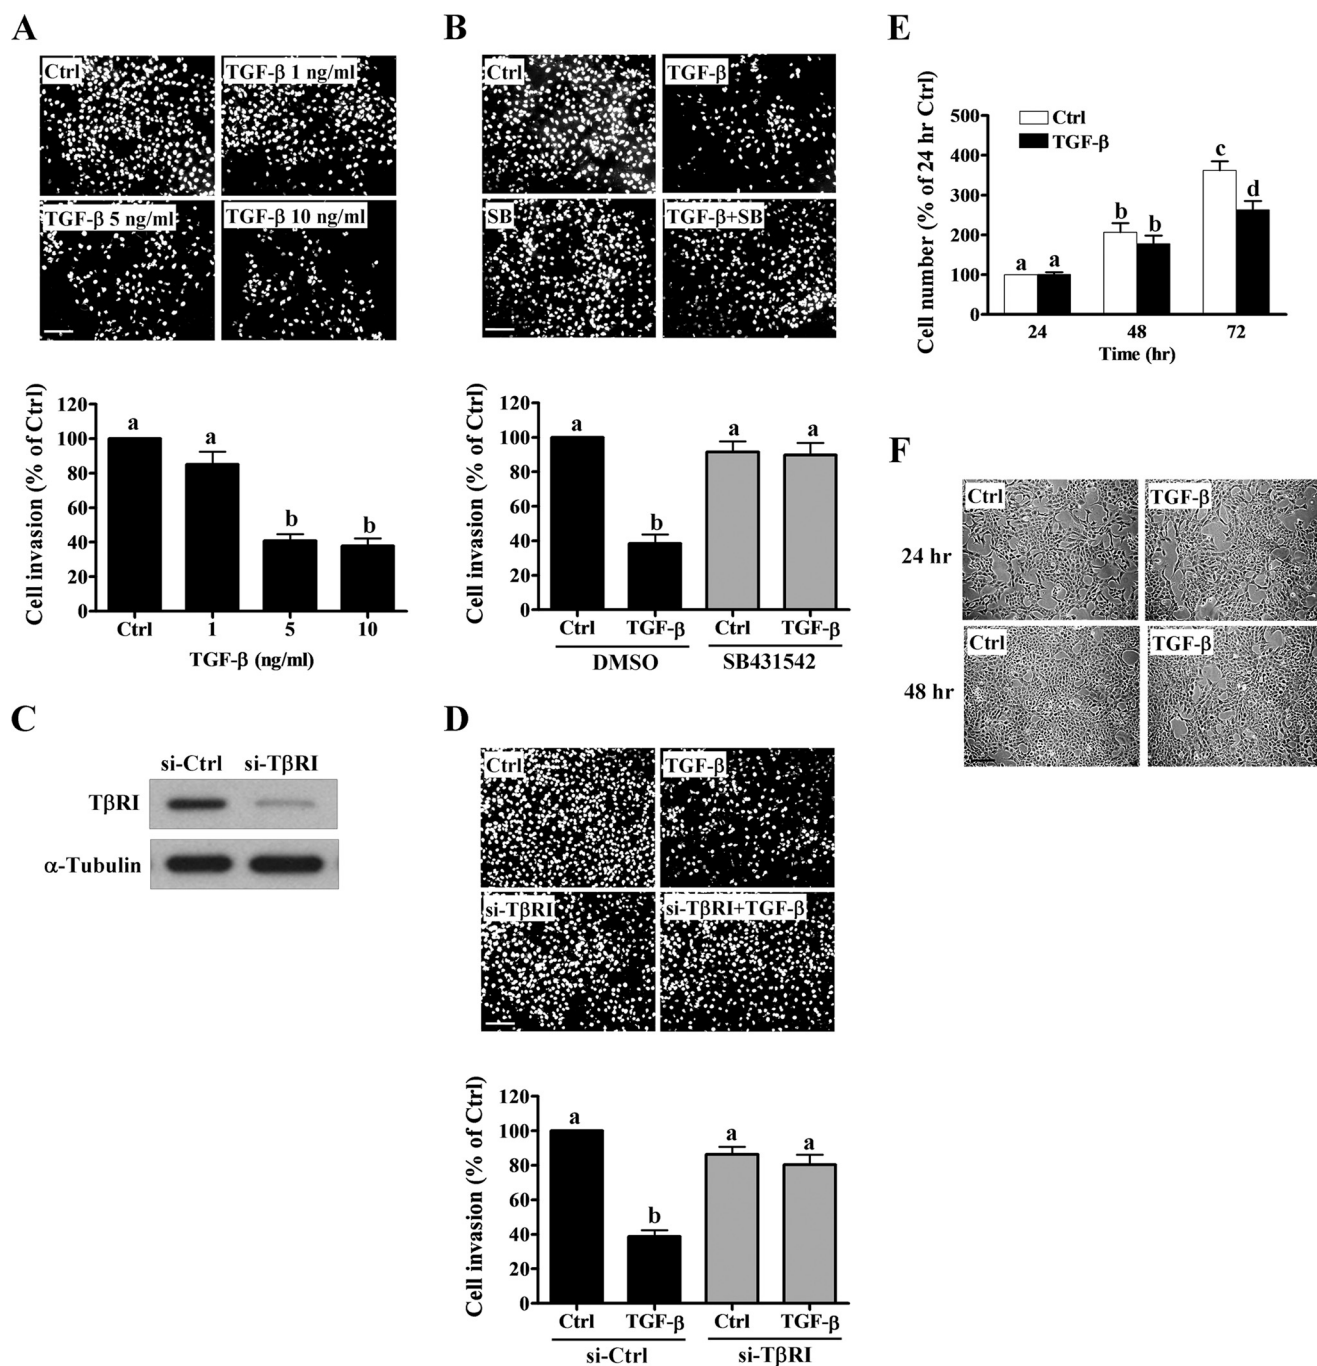 A
Ctrl
TGF-β 1 ng/ml
TGF-β 5 ng/ml
TGF-β 10 ng/ml
Cell invasion (% of Ctrl)
120
100
80
60
40
20
0
a
a
b
b
Ctrl
1
5
10
TGF-β (ng/ml)
B
Ctrl
TGF-β
SB
TGF-β+SB
Cell invasion (% of Ctrl)
120
100
80
60
40
20
0
a
b
a
a
Ctrl
TGF-β
Ctrl
TGF-β
DMSO
SB431542
C
si-Ctrl
si-TβRI
TβRI
α-Tubulin
D
Ctrl
TGF-β
si-TβRI
si-TβRI+TGF-β
Cell invasion (% of Ctrl)
120
100
80
60
40
20
0
a
b
a
a
Ctrl
TGF-β
Ctrl
TGF-β
si-Ctrl
si-TβRI
E
Cell number (% of 24 hr Ctrl)
500
400
300
200
100
0
Ctrl
TGF-β
a
a
b
b
c
d
24
48
72
Time (hr)
F
Ctrl
TGF-β
24 hr
Ctrl
TGF-β
48 hr